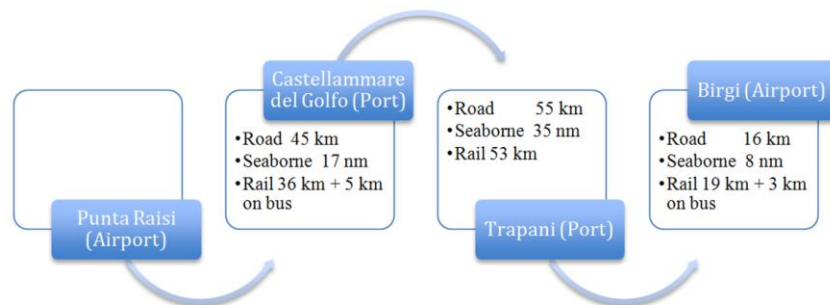 Punta Raisi
(Airport)
Castellammare
del Golfo (Port)
•Road 45 km
•Seaborne 17 nm
•Rail 36 km + 5 km
on bus
•Road 55 km
•Seaborne 35 nm
•Rail 53 km
Trapani (Port)
Birgi (Airport)
•Road 16 km
•Seaborne 8 nm
•Rail 19 km + 3 km
on bus